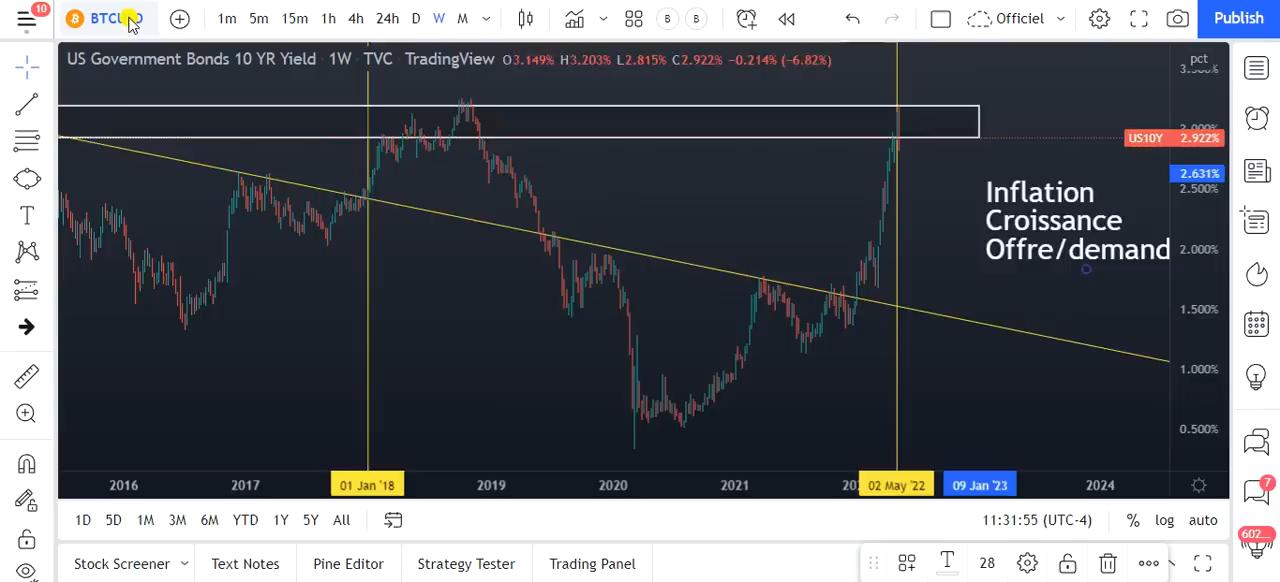 10
BTCUSD
1m 5m 15m 1h 4h 24h D W M
B B
Officiel
Publish
US Government Bonds 10 YR Yield 1W TVC TradingView O3.149% H3.203% L2.815% C2.922% −0.214% (−6.82%)
pct
US10Y 2.922%
2.631%
2.500%
Inflation
Croissance
Offre/demand
2.000%
1.500%
1.000%
0.500%
2016 2017 01 Jan '18 2019 2020 2021 02 May '22 09 Jan '23 2024
1D 5D 1M 3M 6M YTD 1Y 5Y All
11:31:55 (UTC-4) % log auto
7
602
Stock Screener Text Notes Pine Editor Strategy Tester Trading Panel
T 28